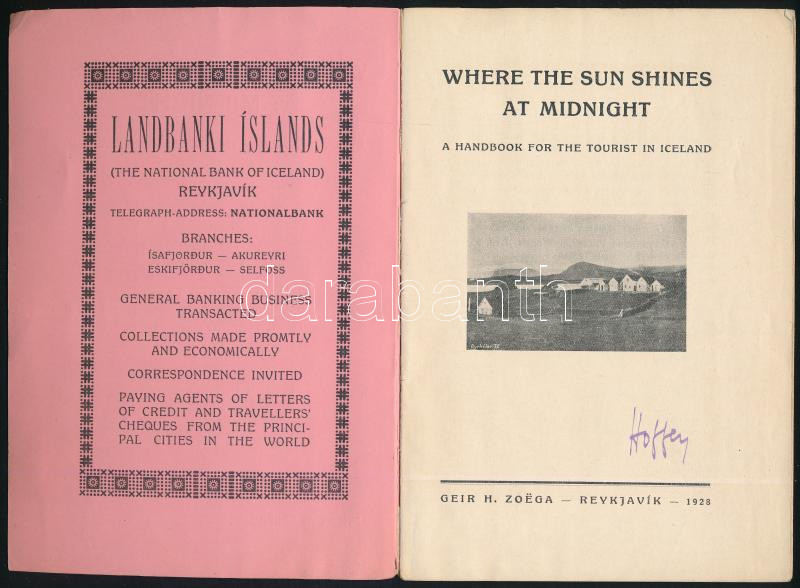 LANDBANKI ÍSLANDS
(THE NATIONAL BANK OF ICELAND)
REYKJAVÍK
TELEGRAPH-ADDRESS: NATIONALBANK
BRANCHES:
ÍSAFJØRÐUR — AKUREYRI
ESKIFJÖRÐUR — SELFOSS
GENERAL BANKING BUSINESS
TRANSACTED
COLLECTIONS MADE PROMTLY
AND ECONOMICALLY
CORRESPONDENCE INVITED
PAYING AGENTS OF LETTERS
OF CREDIT AND TRAVELLERS'
CHEQUES FROM THE PRINCI-
PAL CITIES IN THE WORLD
WHERE THE SUN SHINES
AT MIDNIGHT
A HANDBOOK FOR THE TOURIST IN ICELAND
darabanth
GEIR H. ZOËGA — REYKJAVÍK — 1928